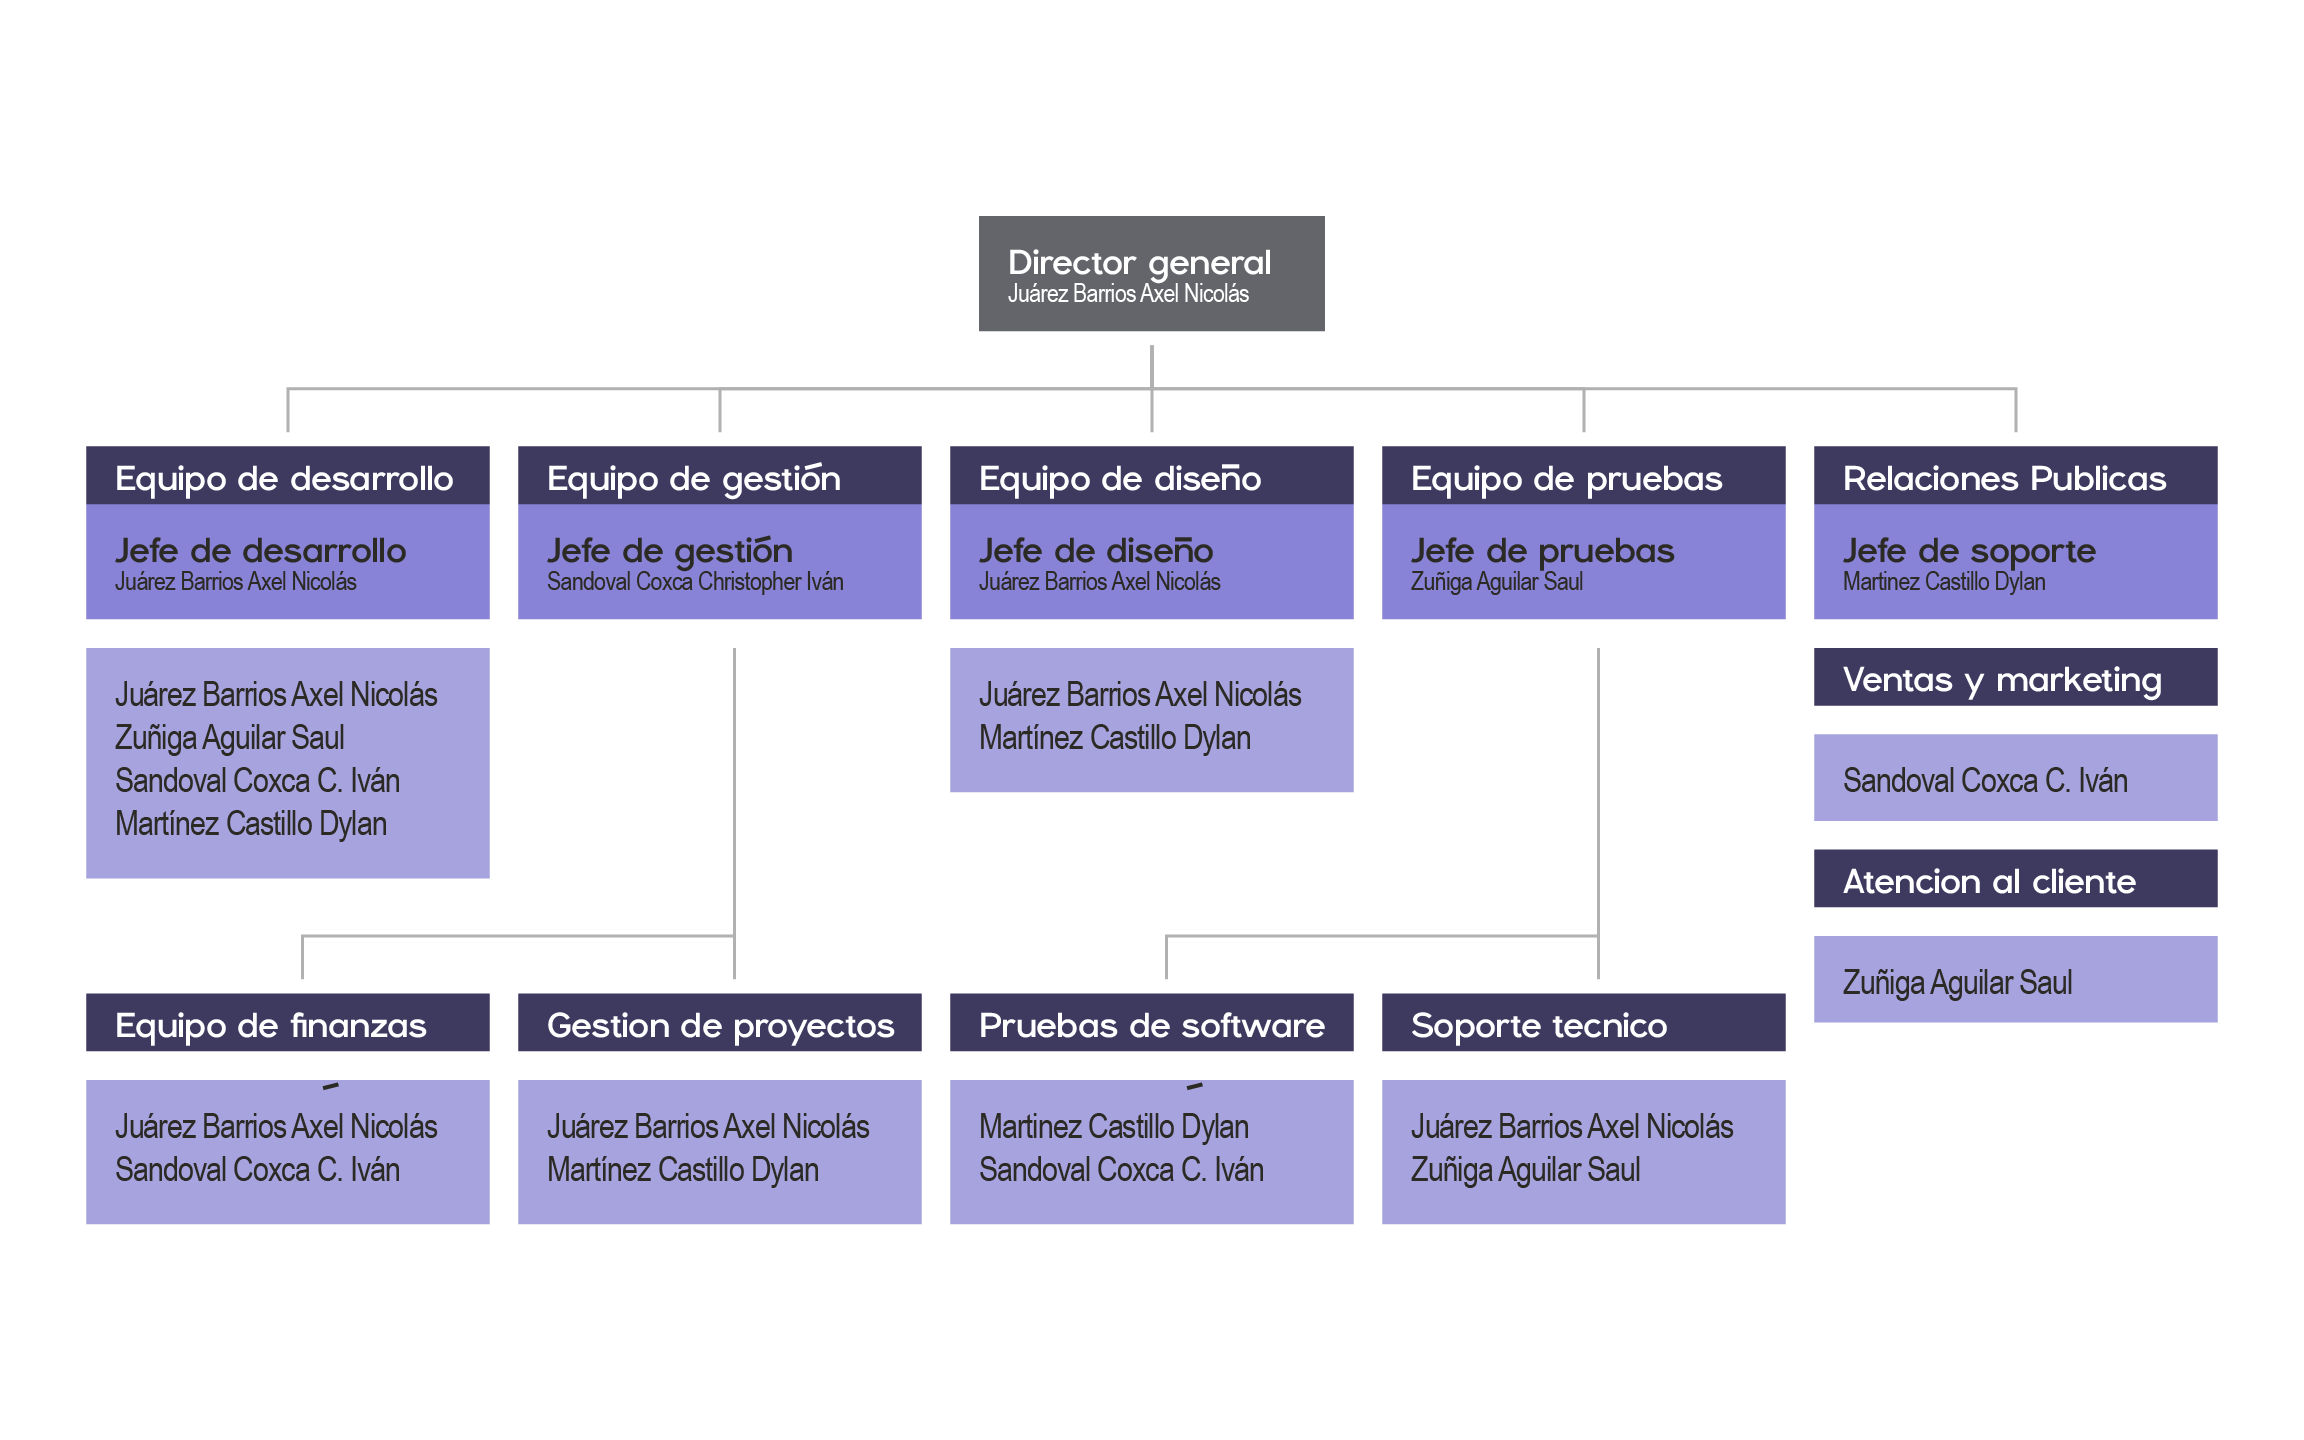 Director general
Juárez Barrios Axel Nicolás
Equipo de desarrollo
Jefe de desarrollo
Juárez Barrios Axel Nicolás
Juárez Barrios Axel Nicolás
Zuñiga Aguilar Saul
Sandoval Coxca C. Iván
Martínez Castillo Dylan
Equipo de gestión
Jefe de gestión
Sandoval Coxca Christopher Iván
Equipo de diseño
Jefe de diseño
Juárez Barrios Axel Nicolás
Juárez Barrios Axel Nicolás
Martínez Castillo Dylan
Equipo de pruebas
Jefe de pruebas
Zuñiga Aguilar Saul
Relaciones Publicas
Jefe de soporte
Martinez Castillo Dylan
Ventas y marketing
Sandoval Coxca C. Iván
Atencion al cliente
Zuñiga Aguilar Saul
Equipo de finanzas
Juárez Barrios Axel Nicolás
Sandoval Coxca C. Iván
Gestion de proyectos
Juárez Barrios Axel Nicolás
Martínez Castillo Dylan
Pruebas de software
Martinez Castillo Dylan
Sandoval Coxca C. Iván
Soporte tecnico
Juárez Barrios Axel Nicolás
Zuñiga Aguilar Saul